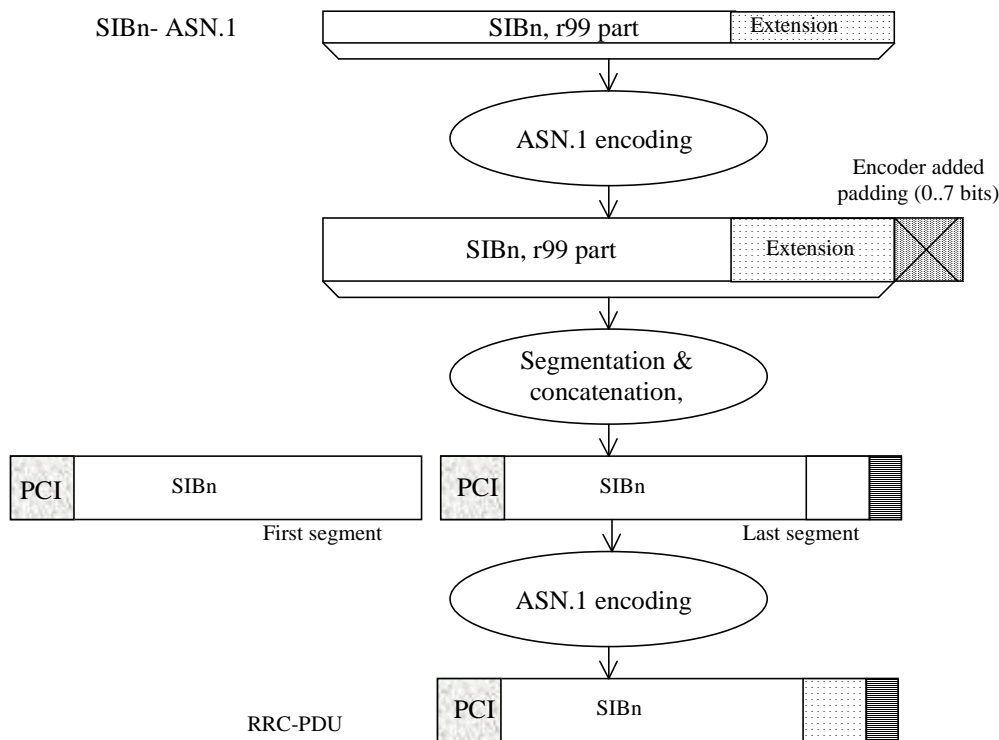 SIBn- ASN.1
SIBn, r99 part
Extension
ASN.1 encoding
Encoder added
padding (0..7 bits)
SIBn, r99 part
Extension
Segmentation &
concatenation,
PCI
SIBn
PCI
SIBn
First segment
Last segment
ASN.1 encoding
PCI
SIBn
RRC-PDU